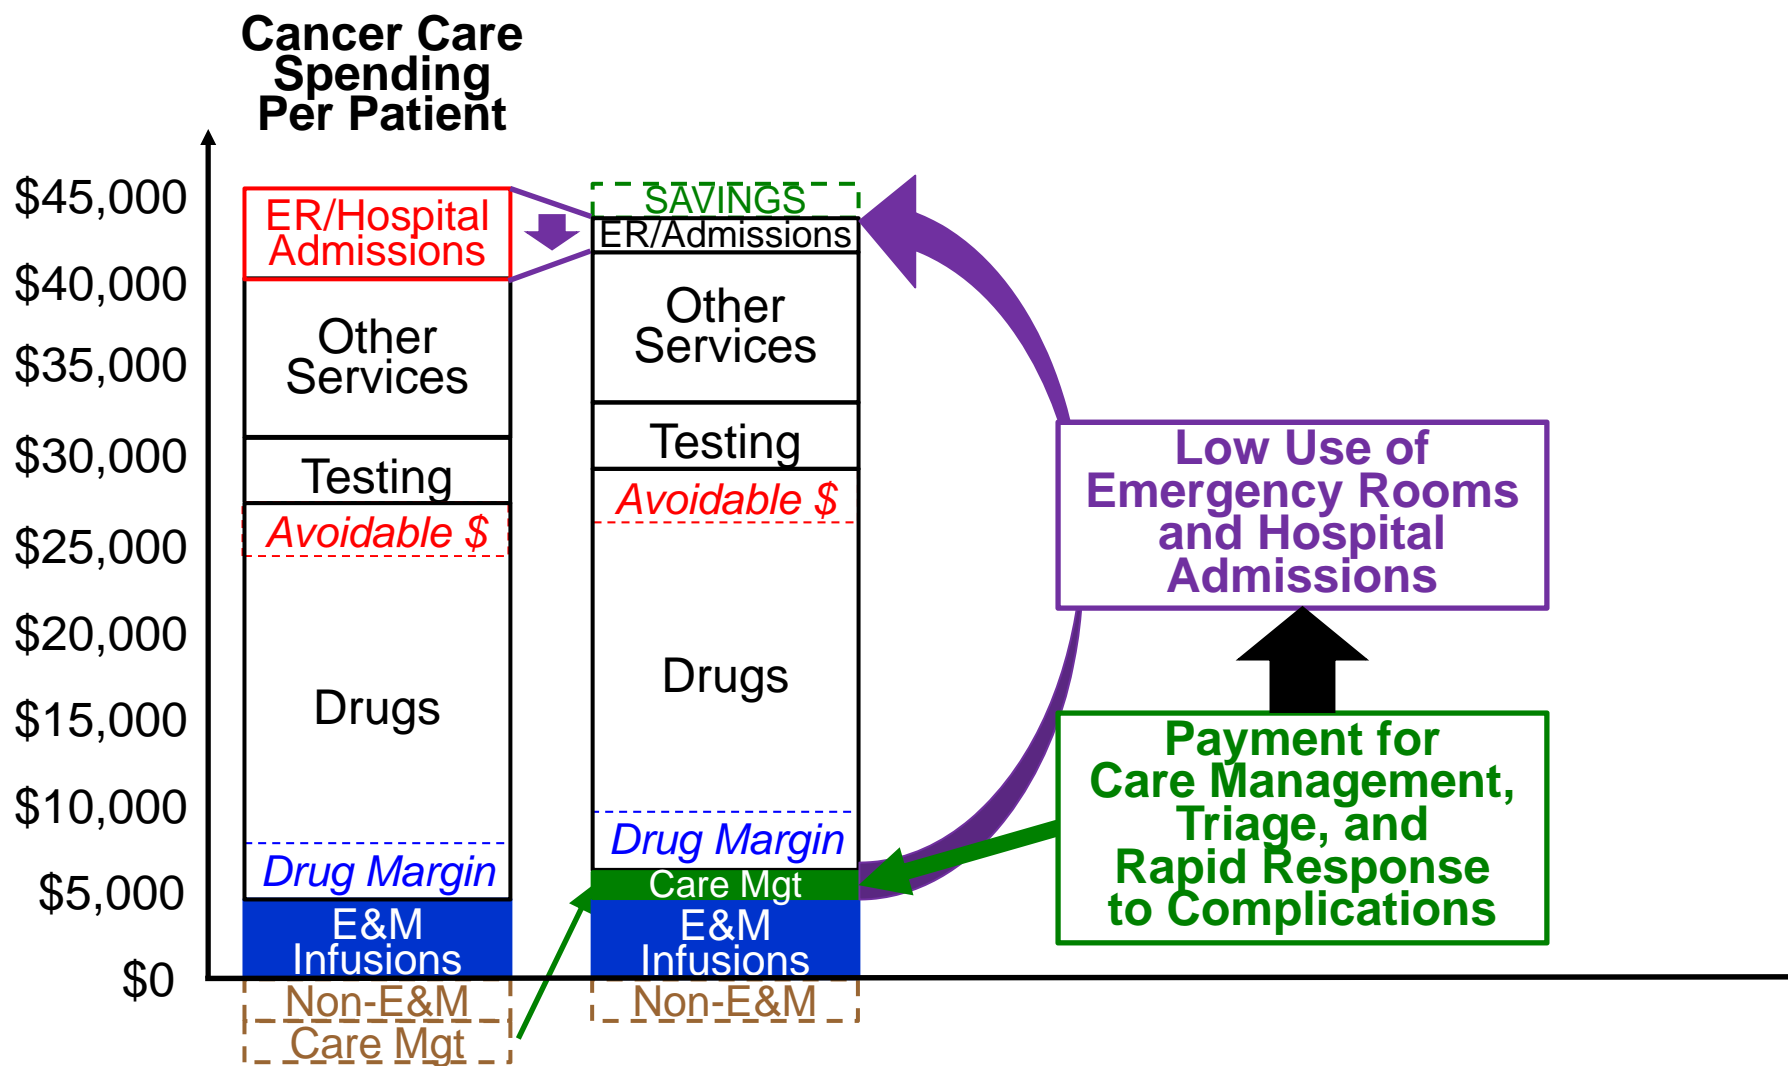 Cancer Care
Spending
Per Patient
$45,000
$40,000
$35,000
$30,000
$25,000
$20,000
$15,000
$10,000
$5,000
$0
ER/Hospital
Admissions
Other
Services
Testing
Avoidable $
Drugs
Drug Margin
E&M
Infusions
Non-E&M
Care Mgt
SAVINGS
ER/Admissions
Other
Services
Testing
Avoidable $
Drugs
Drug Margin
Care Mgt
E&M
Infusions
Non-E&M
Low Use of
Emergency Rooms
and Hospital
Admissions
Payment for
Care Management,
Triage, and
Rapid Response
to Complications